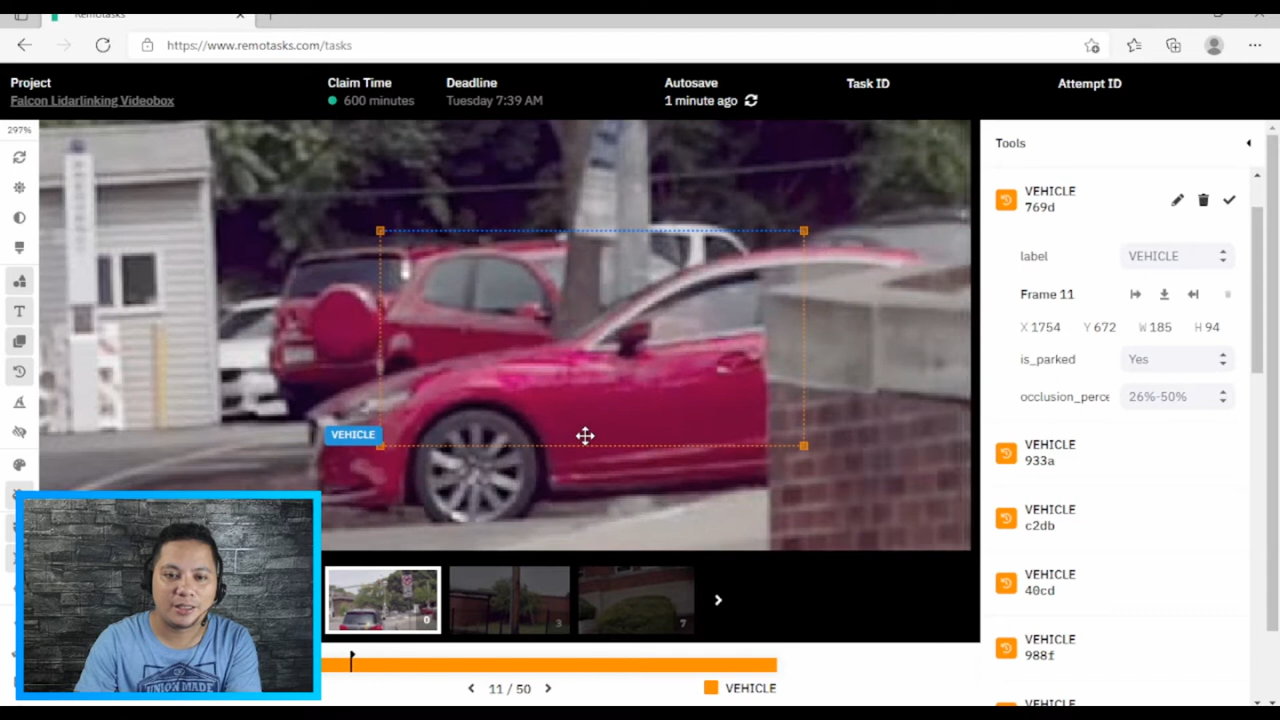 Remotasks
https://www.remotasks.com/tasks
Project
Claim Time
Deadline
Autosave
Task ID
Attempt ID
Falcon Lidarlinking Videobox
600 minutes
Tuesday 7:39 AM
1 minute ago
297%
Tools
VEHICLE
769d
label
VEHICLE
Frame 11
X 1754
Y 672
W 185
H 94
is_parked
Yes
occlusion_perce
26%-50%
VEHICLE
VEHICLE
933a
VEHICLE
c2db
VEHICLE
40cd
VEHICLE
988f
VEHICLE
0
3
7
UNION MADE
11 / 50
VEHICLE